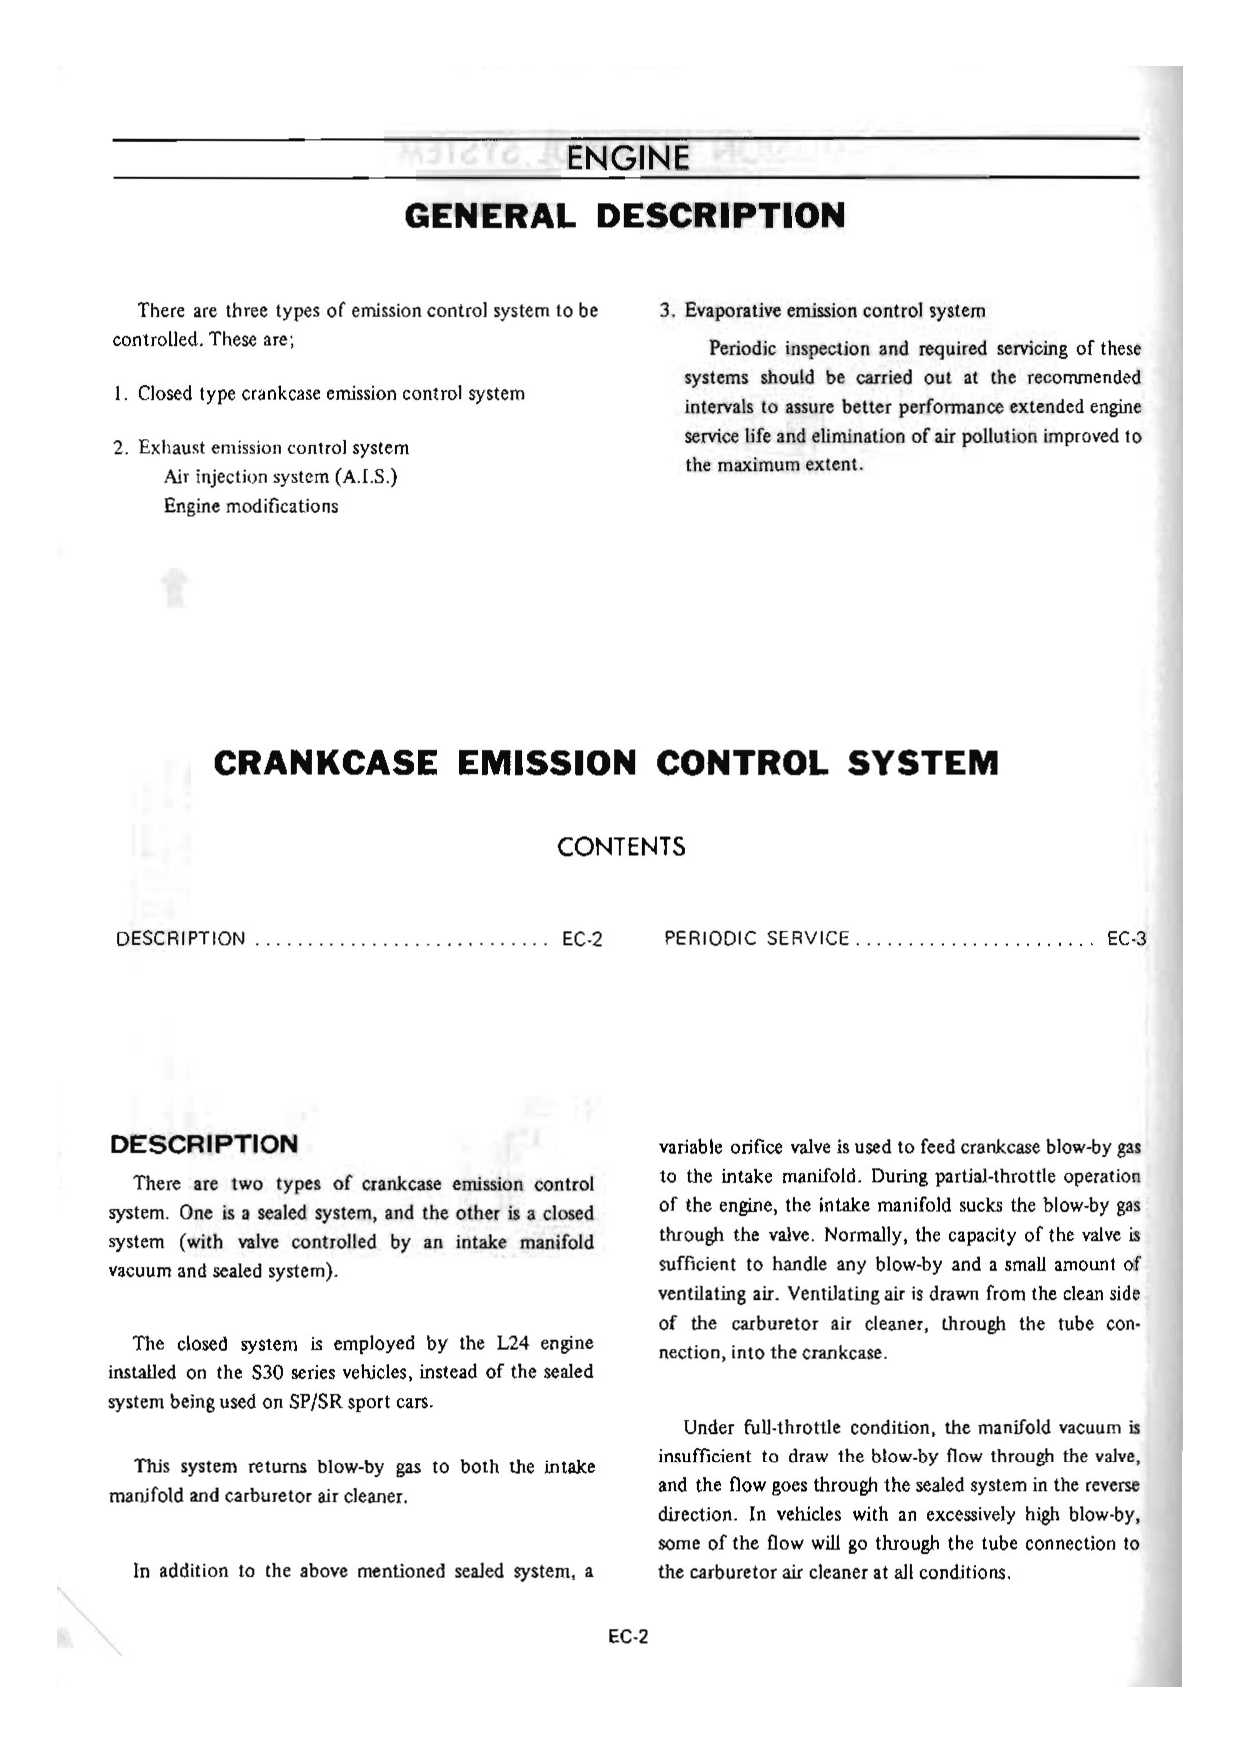 ENGINE
GENERAL DESCRIPTION
There are three types of emission control system to be
controlled. These are;
1. Closed type crankcase emission control system
2. Exhaust emission control system
Air injection system (A.I.S.)
Engine modifications
3. Evaporative emission control system
Periodic inspection and required servicing of these
systems should be carried out at the recommended
intervals to assure better performance extended engine
service life and elimination of air pollution improved to
the maximum extent.
CRANKCASE EMISSION CONTROL SYSTEM
CONTENTS
DESCRIPTION ............................ EC-2
PERIODIC SERVICE ....................... EC-3
DESCRIPTION
There are two types of crankcase emission control
system. One is a sealed system, and the other is a closed
system (with valve controlled by an intake manifold
vacuum and sealed system).
The closed system is employed by the L24 engine
installed on the S30 series vehicles, instead of the sealed
system being used on SP/SR sport cars.
This system returns blow-by gas to both the intake
manifold and carburetor air cleaner.
In addition to the above mentioned sealed system, a
variable orifice valve is used to feed crankcase blow-by gas
to the intake manifold. During partial-throttle operation
of the engine, the intake manifold sucks the blow-by gas
through the valve. Normally, the capacity of the valve is
sufficient to handle any blow-by and a small amount of
ventilating air. Ventilating air is drawn from the clean side
of the carburetor air cleaner, through the tube con-
nection, into the crankcase.
Under full-throttle condition, the manifold vacuum is
insufficient to draw the blow-by flow through the valve,
and the flow goes through the sealed system in the reverse
direction. In vehicles with an excessively high blow-by,
some of the flow will go through the tube connection to
the carburetor air cleaner at all conditions.
EC-2